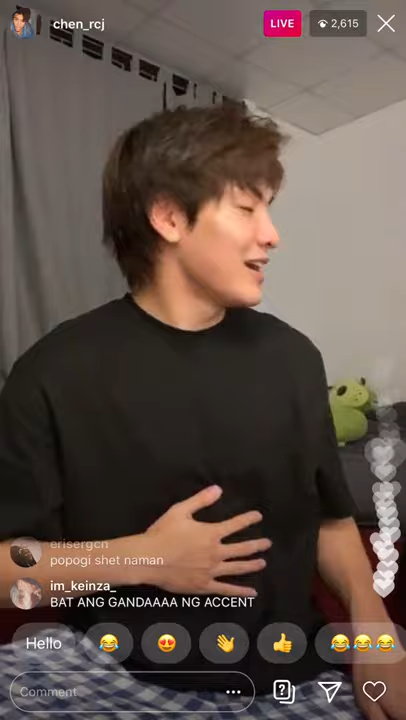 chen_rcj
LIVE
2,615
erisergcn
popogi shet naman
im_keinza_
BAT ANG GANDAAAA NG ACCENT
Hello
Comment